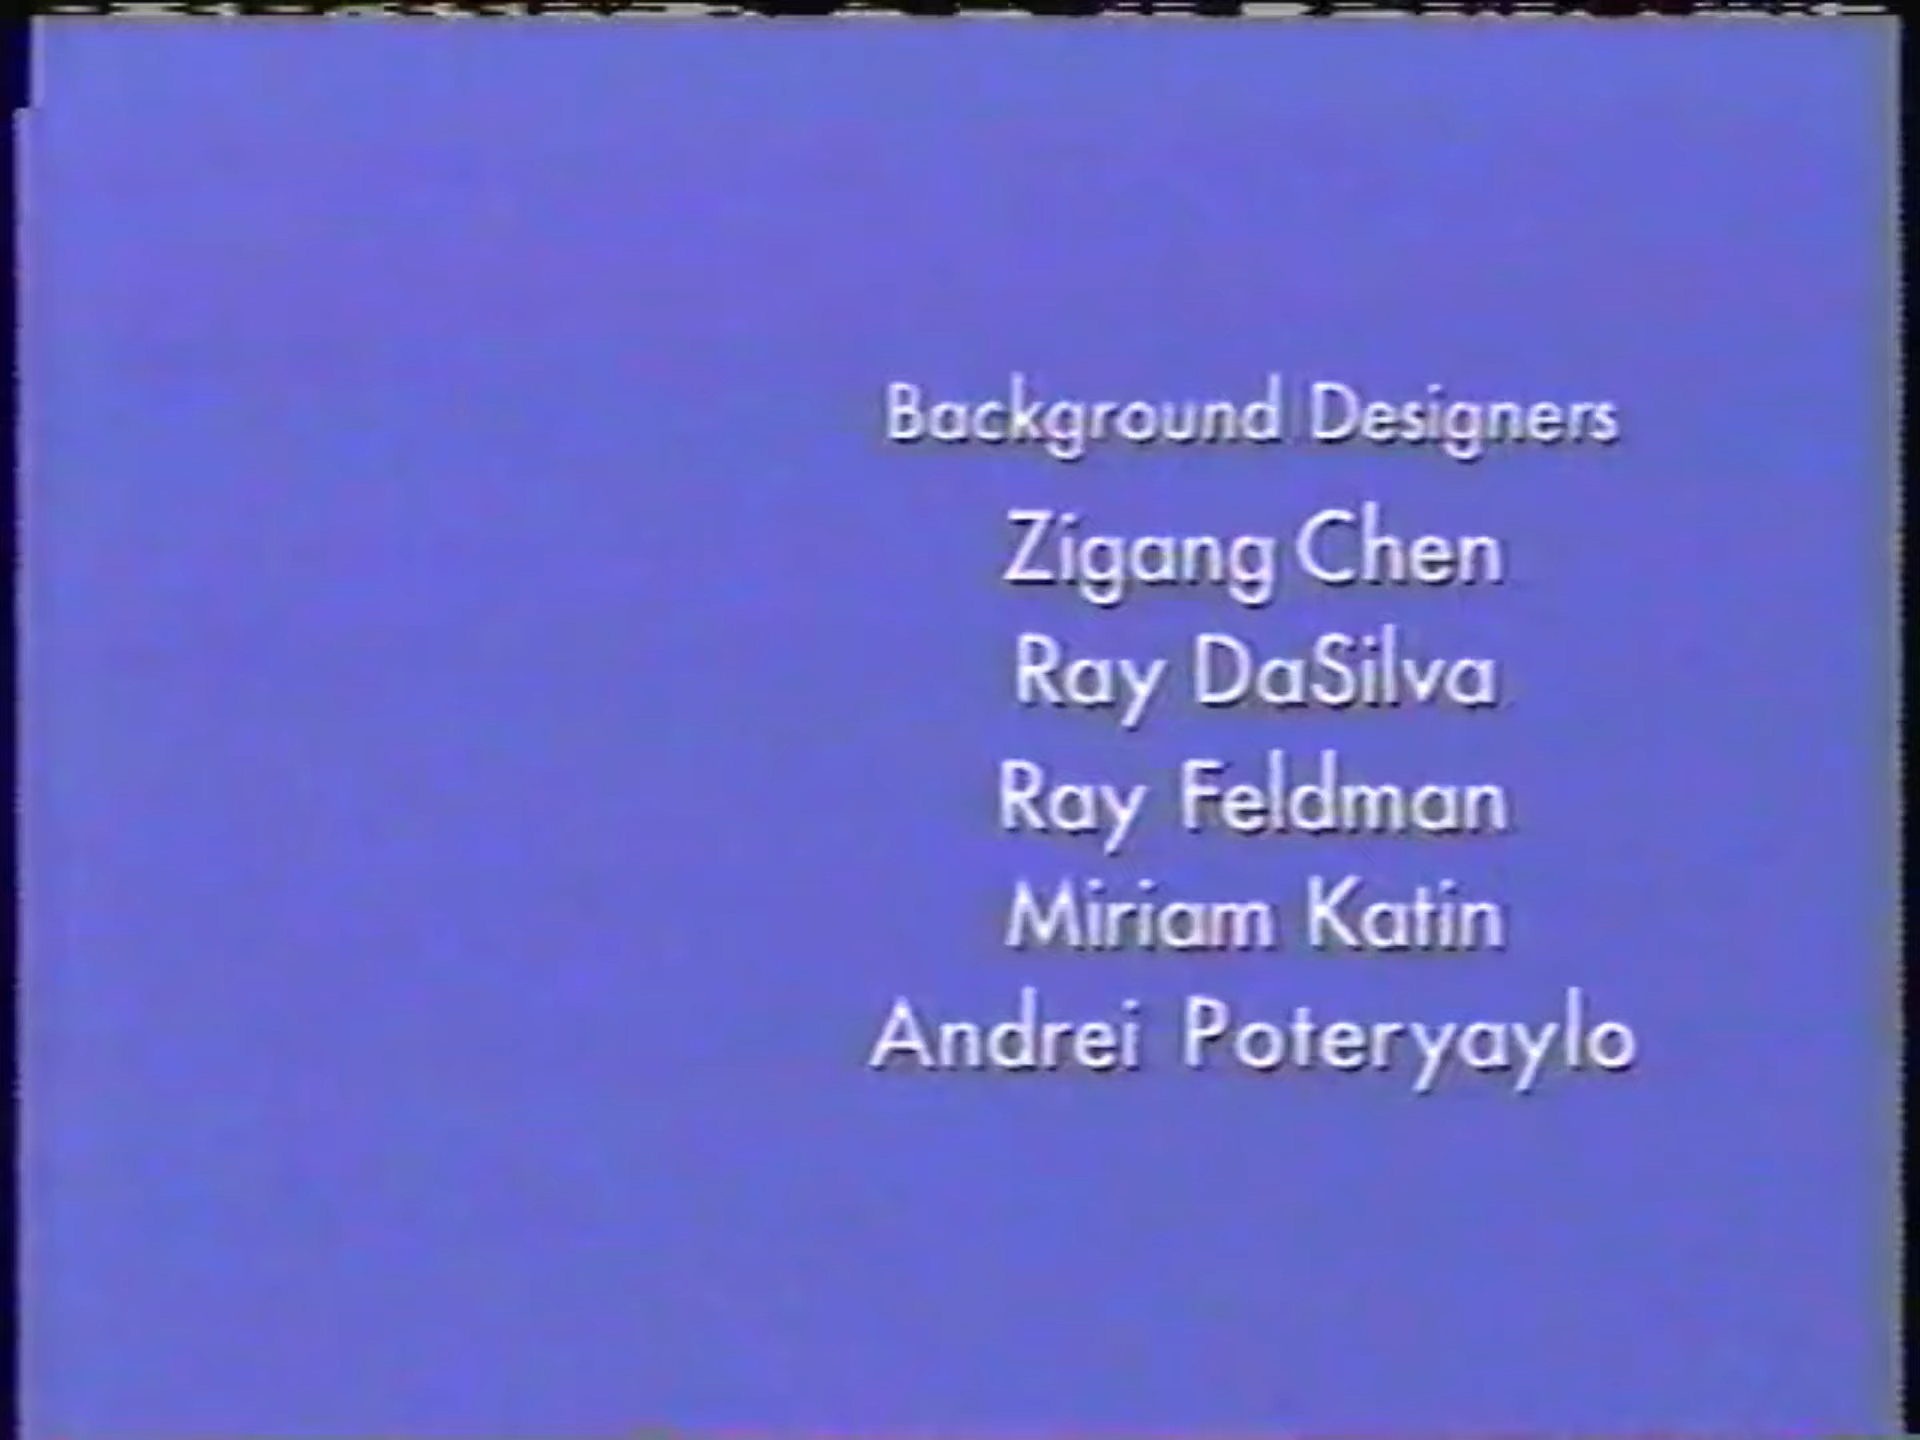 Background Designers
Zigang Chen
Ray DaSilva
Ray Feldman
Miriam Katin
Andrei Poteryaylo